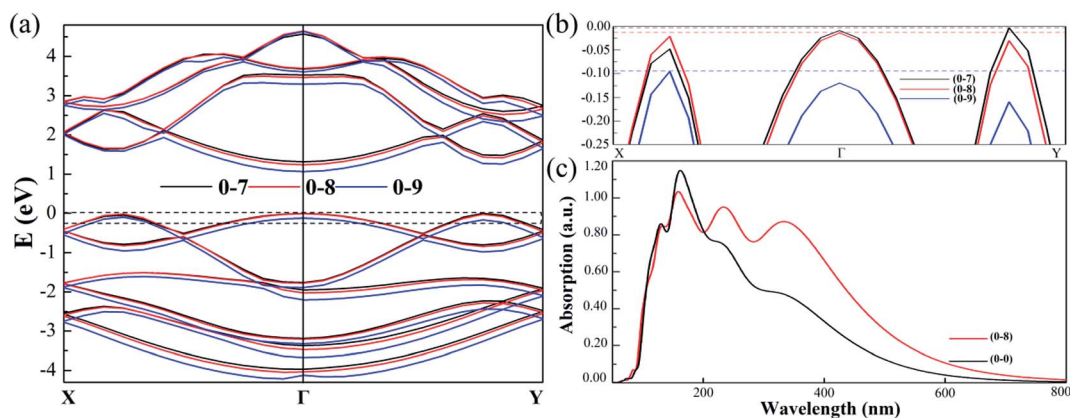 (a)
4
3
2
1
0
-1
-2
-3
-4
E (eV)
0-7 0-8 0-9
X Γ Y
(b)
0.00
-0.05
-0.10
-0.15
-0.20
-0.25
(0-7)
(0-8)
(0-9)
X Γ Y
(c)
1.20
1.00
0.80
0.60
0.40
0.20
0.00
Absorption (a.u.)
(0-8)
(0-0)
200 400 600 800
Wavelength (nm)